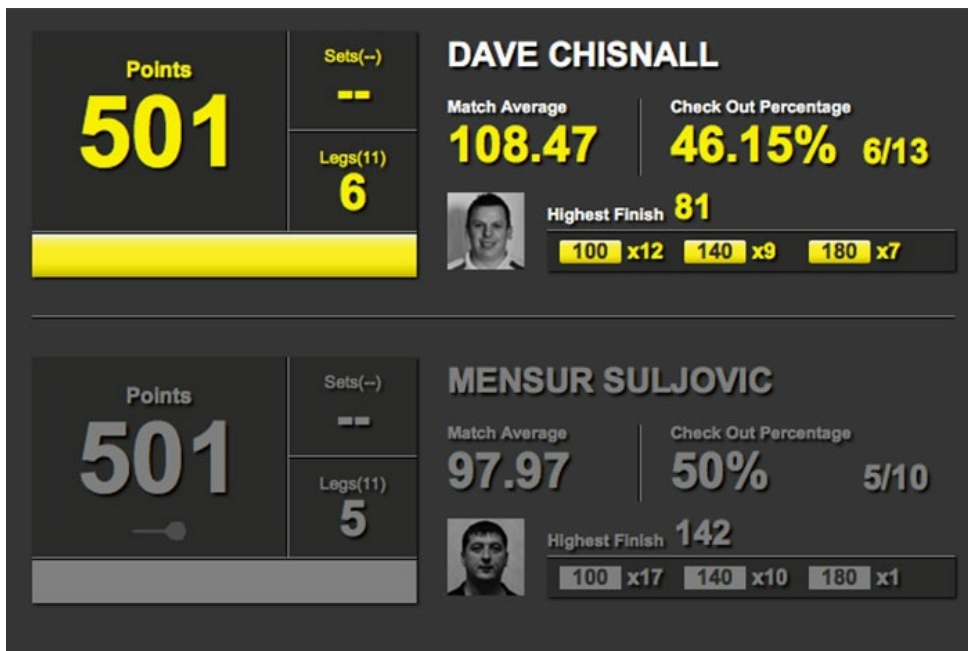 Points
501
Sets(--)
--
Legs(11)
6
DAVE CHISNALL
Match Average
108.47
Check Out Percentage
46.15% 6/13
Highest Finish 81
100 x12 140 x9 180 x7
Points
501
Sets(--)
--
Legs(11)
5
MENSUR SULJOVIC
Match Average
97.97
Check Out Percentage
50% 5/10
Highest Finish 142
100 x17 140 x10 180 x1